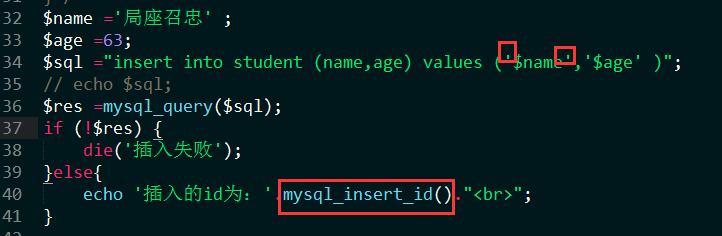 32 $name ='局座召忠' ;
33 $age =63;
34 $sql ="insert into student (name,age) values ('$name','$age' )";
35 // echo $sql;
36 $res =mysql_query($sql);
37 if (!$res) {
38 die('插入失败');
39 }else{
40 echo '插入的id为: '.mysql_insert_id()."<br>";
41 }